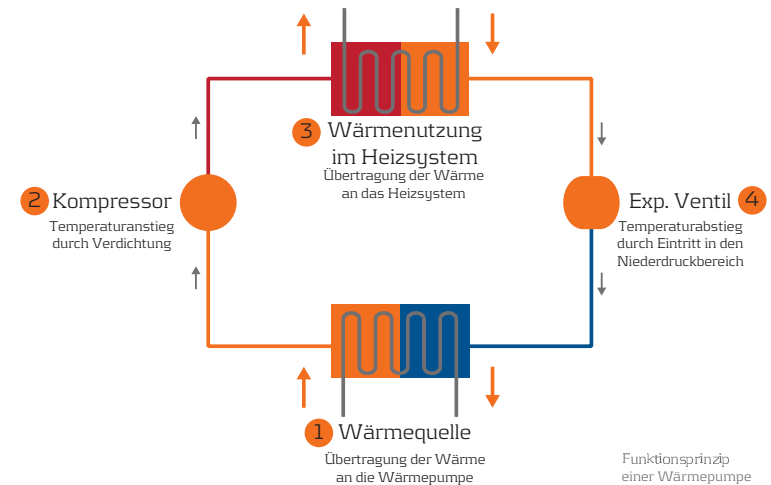 3 Wärmenutzung
im Heizsystem
Übertragung der Wärme
an das Heizsystem
2 Kompressor
Temperaturanstieg
durch Verdichtung
Exp. Ventil 4
Temperaturabstieg
durch Eintritt in den
Niederdruckbereich
1 Wärmequelle
Übertragung der Wärme
an die Wärmepumpe
Funktionsprinzip
einer Wärmepumpe